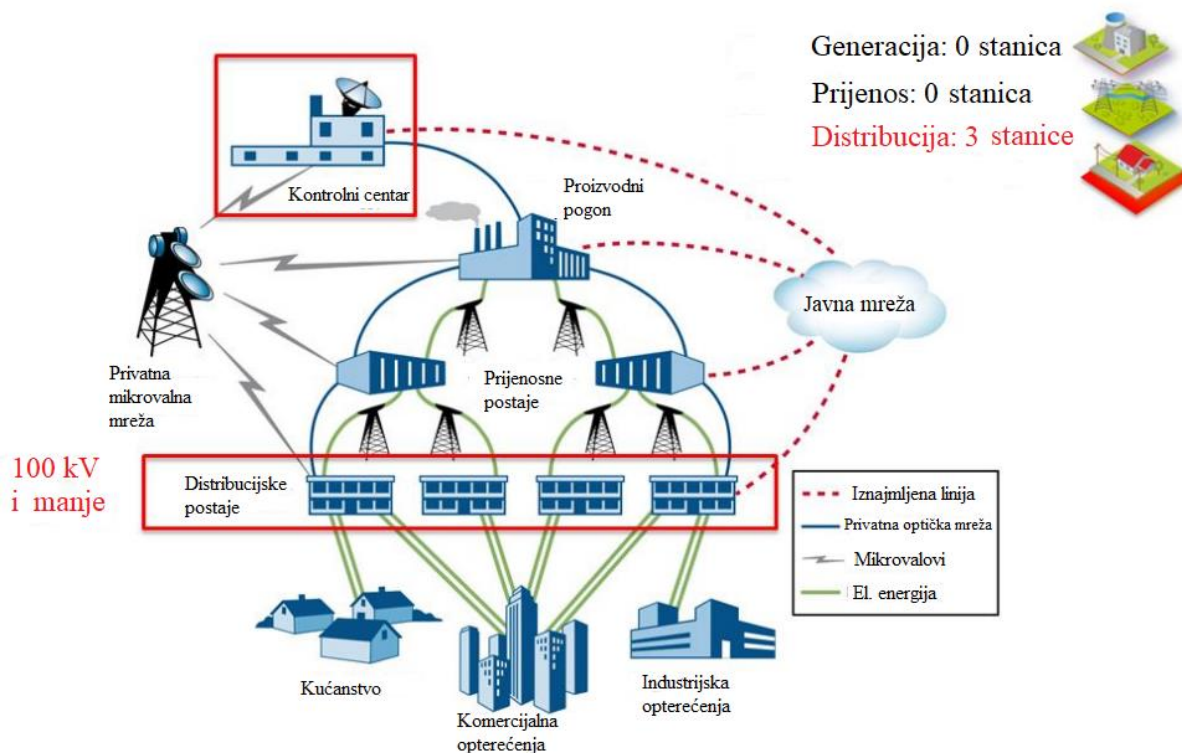 Generacija: 0 stanica
Prijenos: 0 stanica
Distribucija: 3 stanice
Kontrolni centar
Proizvodni
pogon
Javna mreža
Privatna
mikrovalna
mreža
Prijenosne
postaje
100 kV
i manje
Distribucijske
postaje
Iznajmljena linija
Privatna optička mreža
Mikrovalovi
El. energija
Kućanstvo
Komercijalna
opterećenja
Industrijska
opterećenja